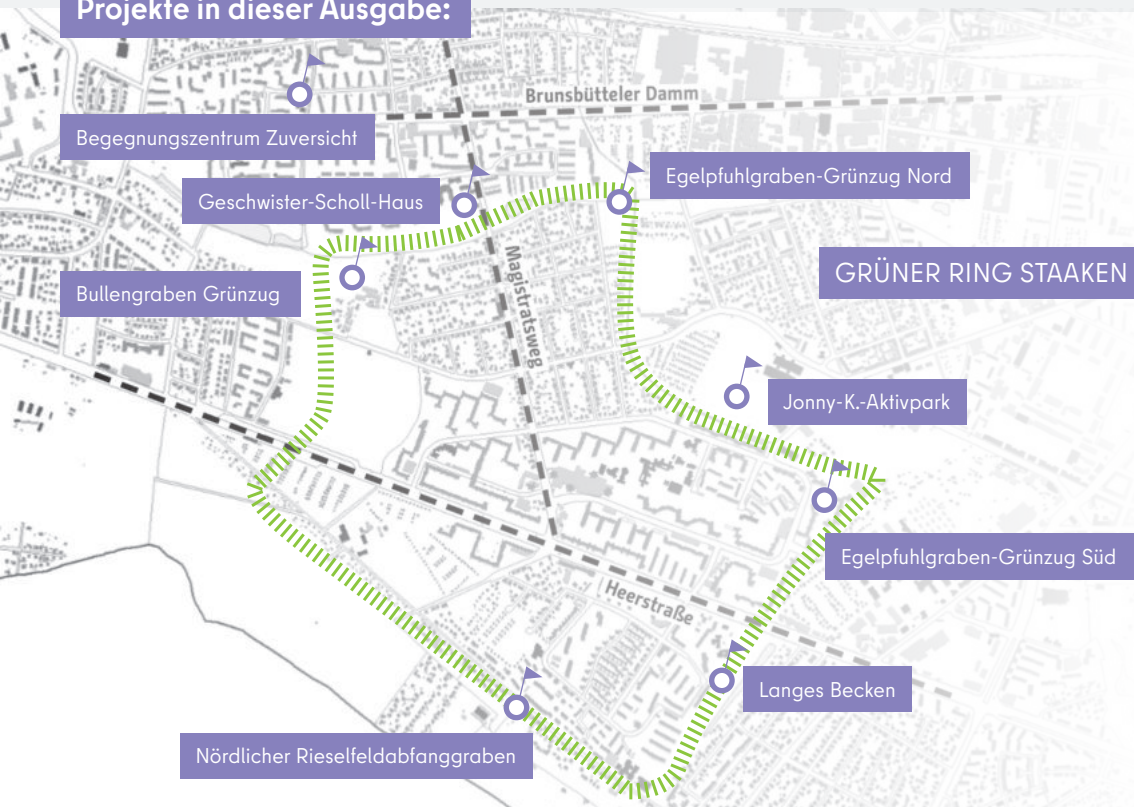 Projekte in dieser Ausgabe:
Brunsbütteler Damm
Begegnungszentrum Zuversicht
Egelpfuhlgraben-Grünzug Nord
Geschwister-Scholl-Haus
GRÜNER RING STAAKEN
Bullengraben Grünzug
Magistratsweg
Jonny-K.-Aktivpark
Egelpfuhlgraben-Grünzug Süd
Heerstraße
Langes Becken
Nördlicher Rieselfeldabfanggraben